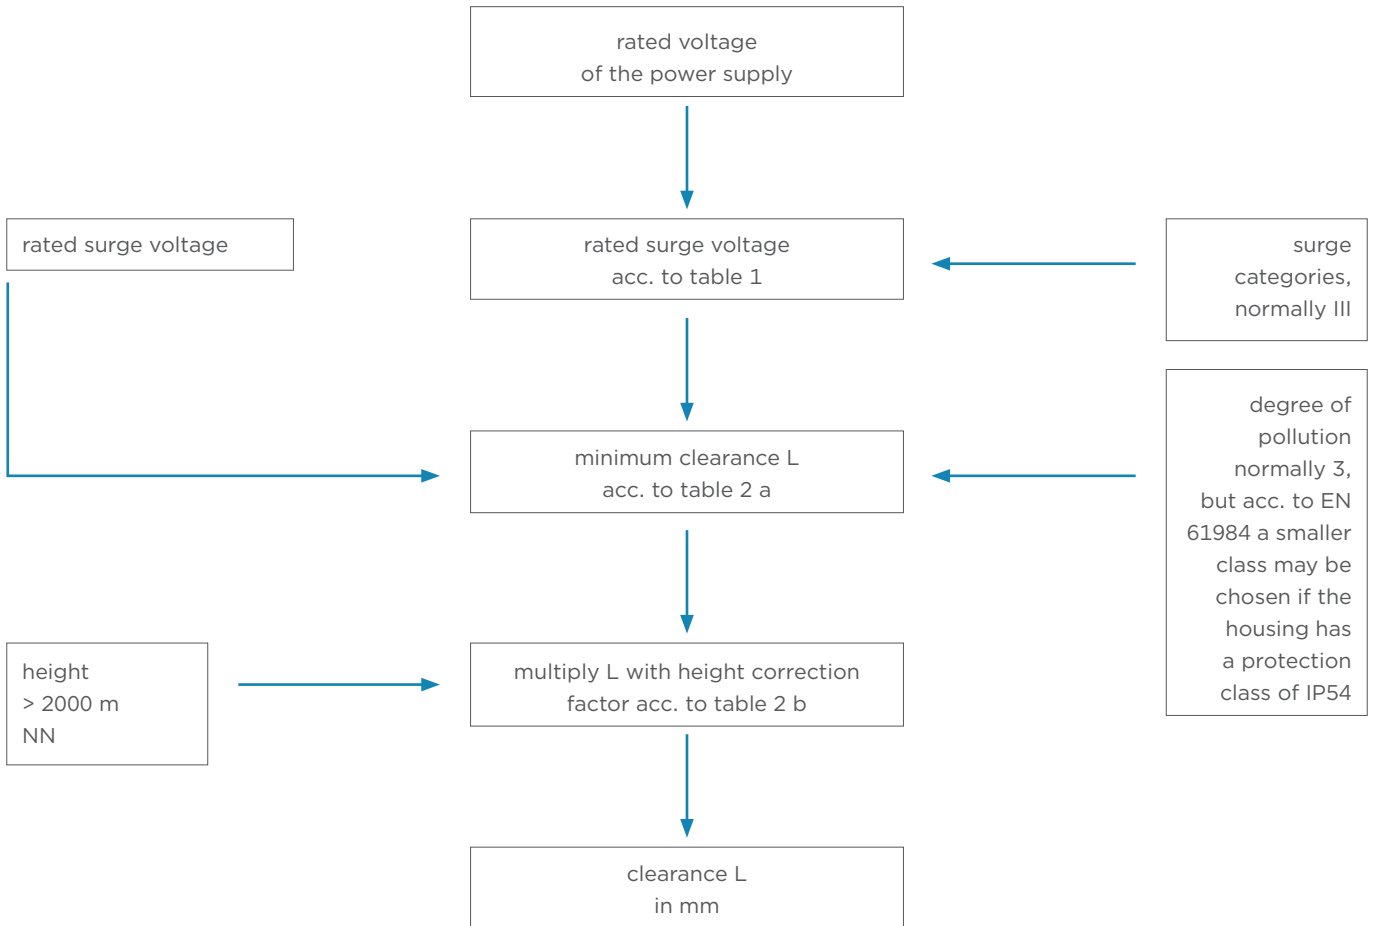 rated voltage
of the power supply
rated surge voltage
rated surge voltage
acc. to table 1
surge
categories,
normally III
minimum clearance L
acc. to table 2 a
degree of
pollution
normally 3,
but acc. to EN
61984 a smaller
class may be
chosen if the
housing has
a protection
class of IP54
height
> 2000 m
NN
multiply L with height correction
factor acc. to table 2 b
clearance L
in mm